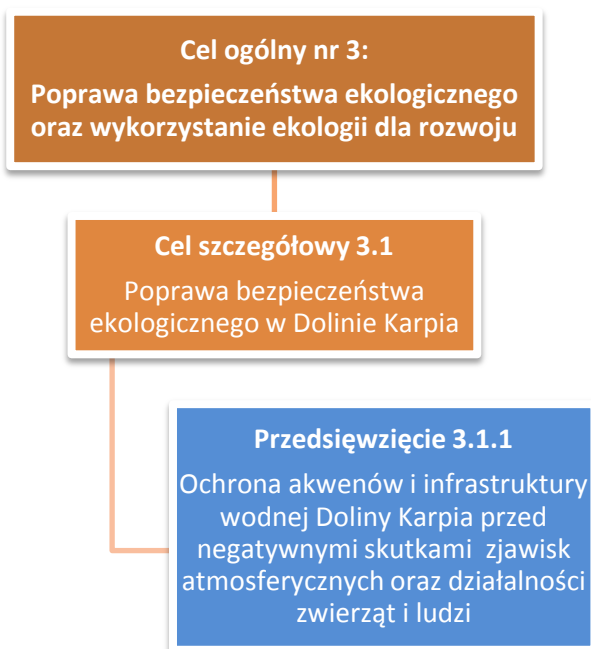 Cel ogólny nr 3:
Poprawa bezpieczeństwa ekologicznego
oraz wykorzystanie ekologii dla rozwoju
Cel szczegółowy 3.1
Poprawa bezpieczeństwa
ekologicznego w Dolinie Karpia
Przedsięwzięcie 3.1.1
Ochrona akwenów i infrastruktury
wodnej Doliny Karpia przed
negatywnymi skutkami zjawisk
atmosferycznych oraz działalności
zwierząt i ludzi